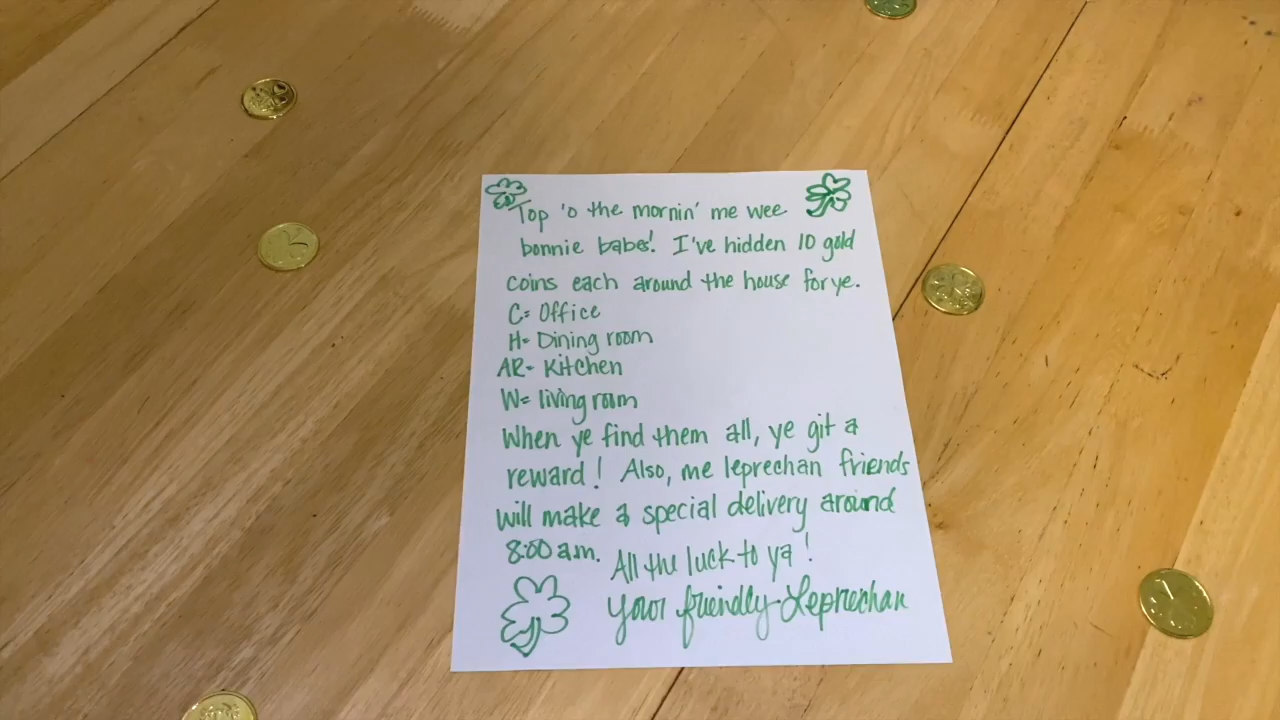 Top 'o the mornin' me wee
bonnie babes! I've hidden 10 gold
coins each around the house for ye.
C= Office
H= Dining room
AR- Kitchen
W= living room
When ye find them all, ye git a
reward! Also, me leprechan friends
will make a special delivery around
8:00 a.m. All the luck to ya!
Your friendly Leprechan